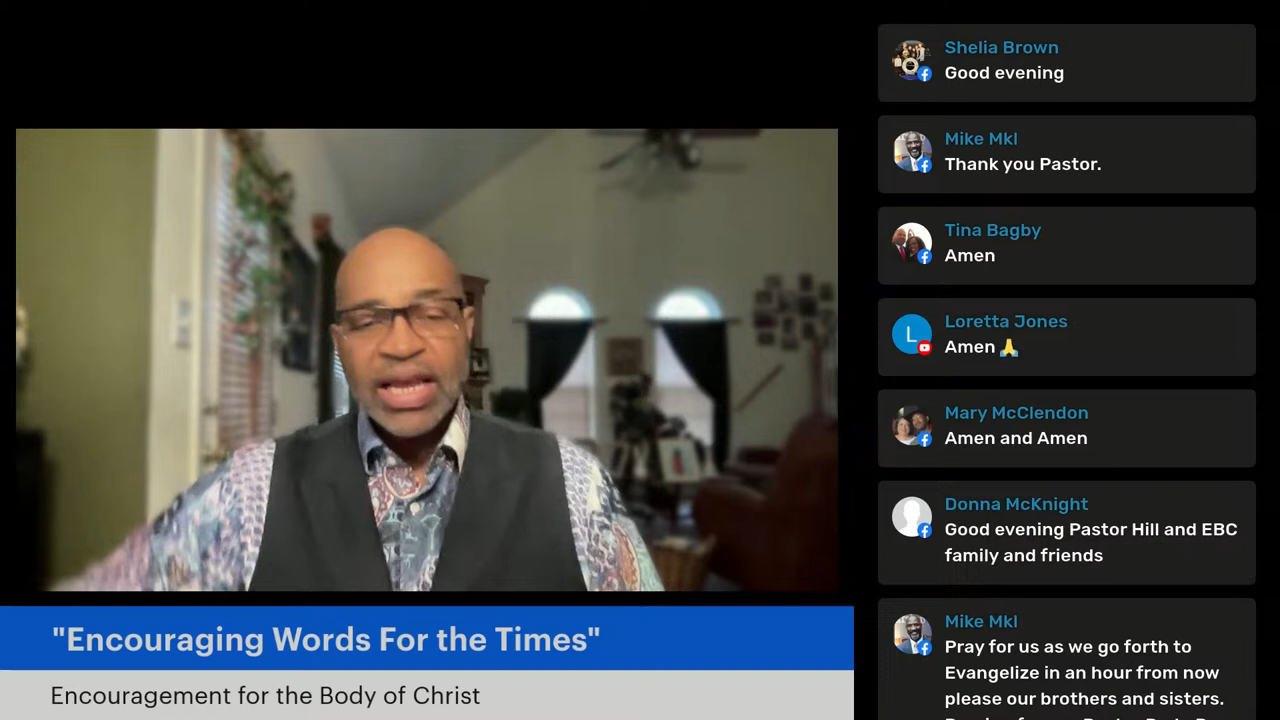 Shelia Brown
Good evening
Mike Mkl
Thank you Pastor.
Tina Bagby
Amen
L
Loretta Jones
Amen 🙏
Mary McClendon
Amen and Amen
Donna McKnight
Good evening Pastor Hill and EBC
family and friends
Mike Mkl
Pray for us as we go forth to
Evangelize in an hour from now
please our brothers and sisters.
"Encouraging Words For the Times"
Encouragement for the Body of Christ